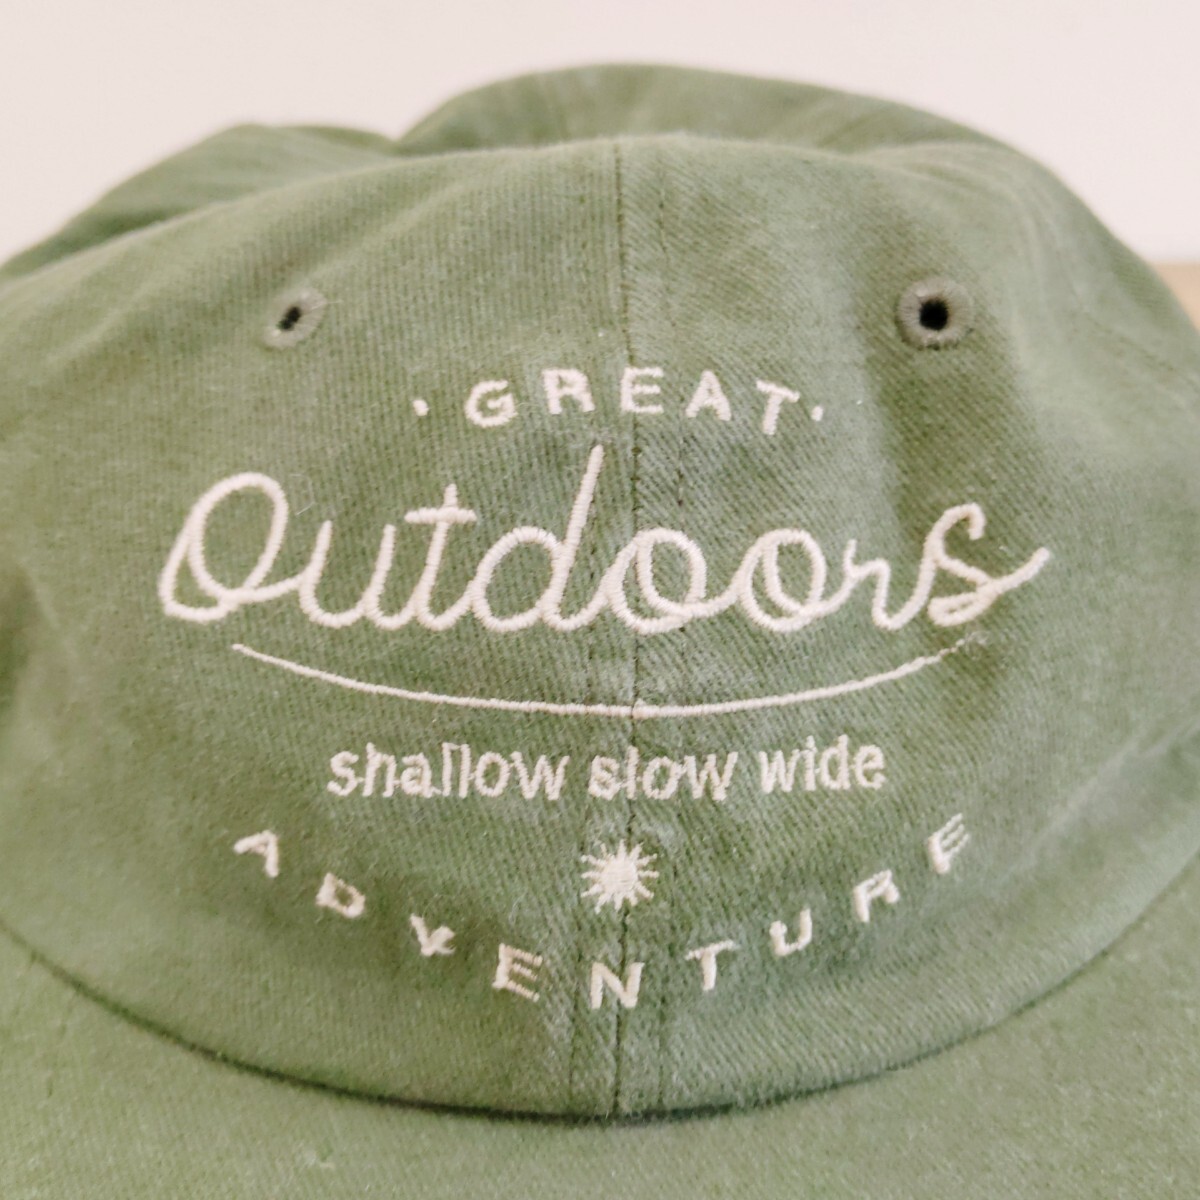 · GREAT ·
Outdoors
shallow slow wide
ADVENTURE